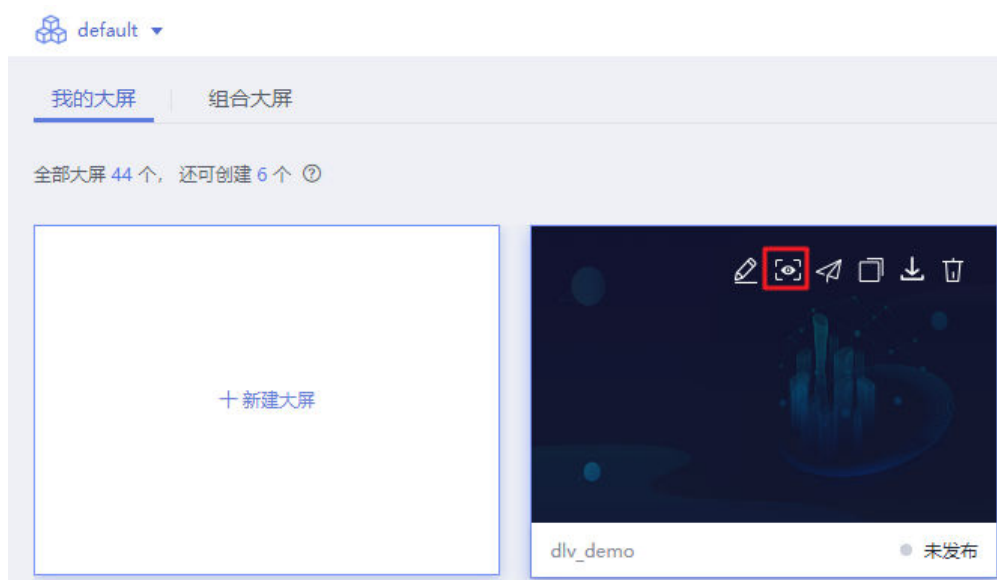 default
我的大屏 组合大屏
全部大屏 44 个, 还可创建 6 个 ?
+ 新建大屏
dlv_demo 未发布